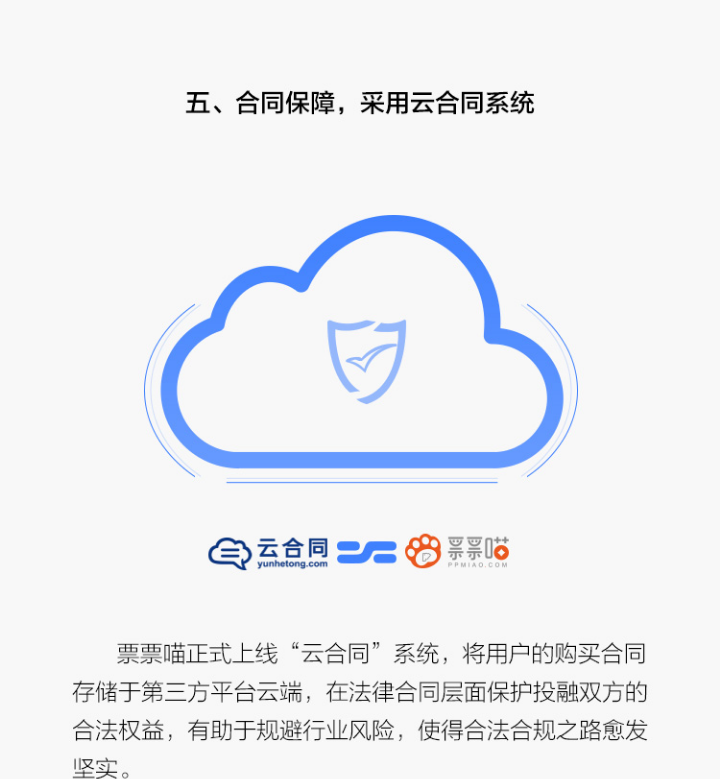 五、合同保障，采用云合同系统
云合同
yunhetong.com
票票喵
PPMIAO.COM
票票喵正式上线“云合同”系统，将用户的购买合同
存储于第三方平台云端，在法律合同层面保护投融双方的
合法权益，有助于规避行业风险，使得合法合规之路愈发
坚实。